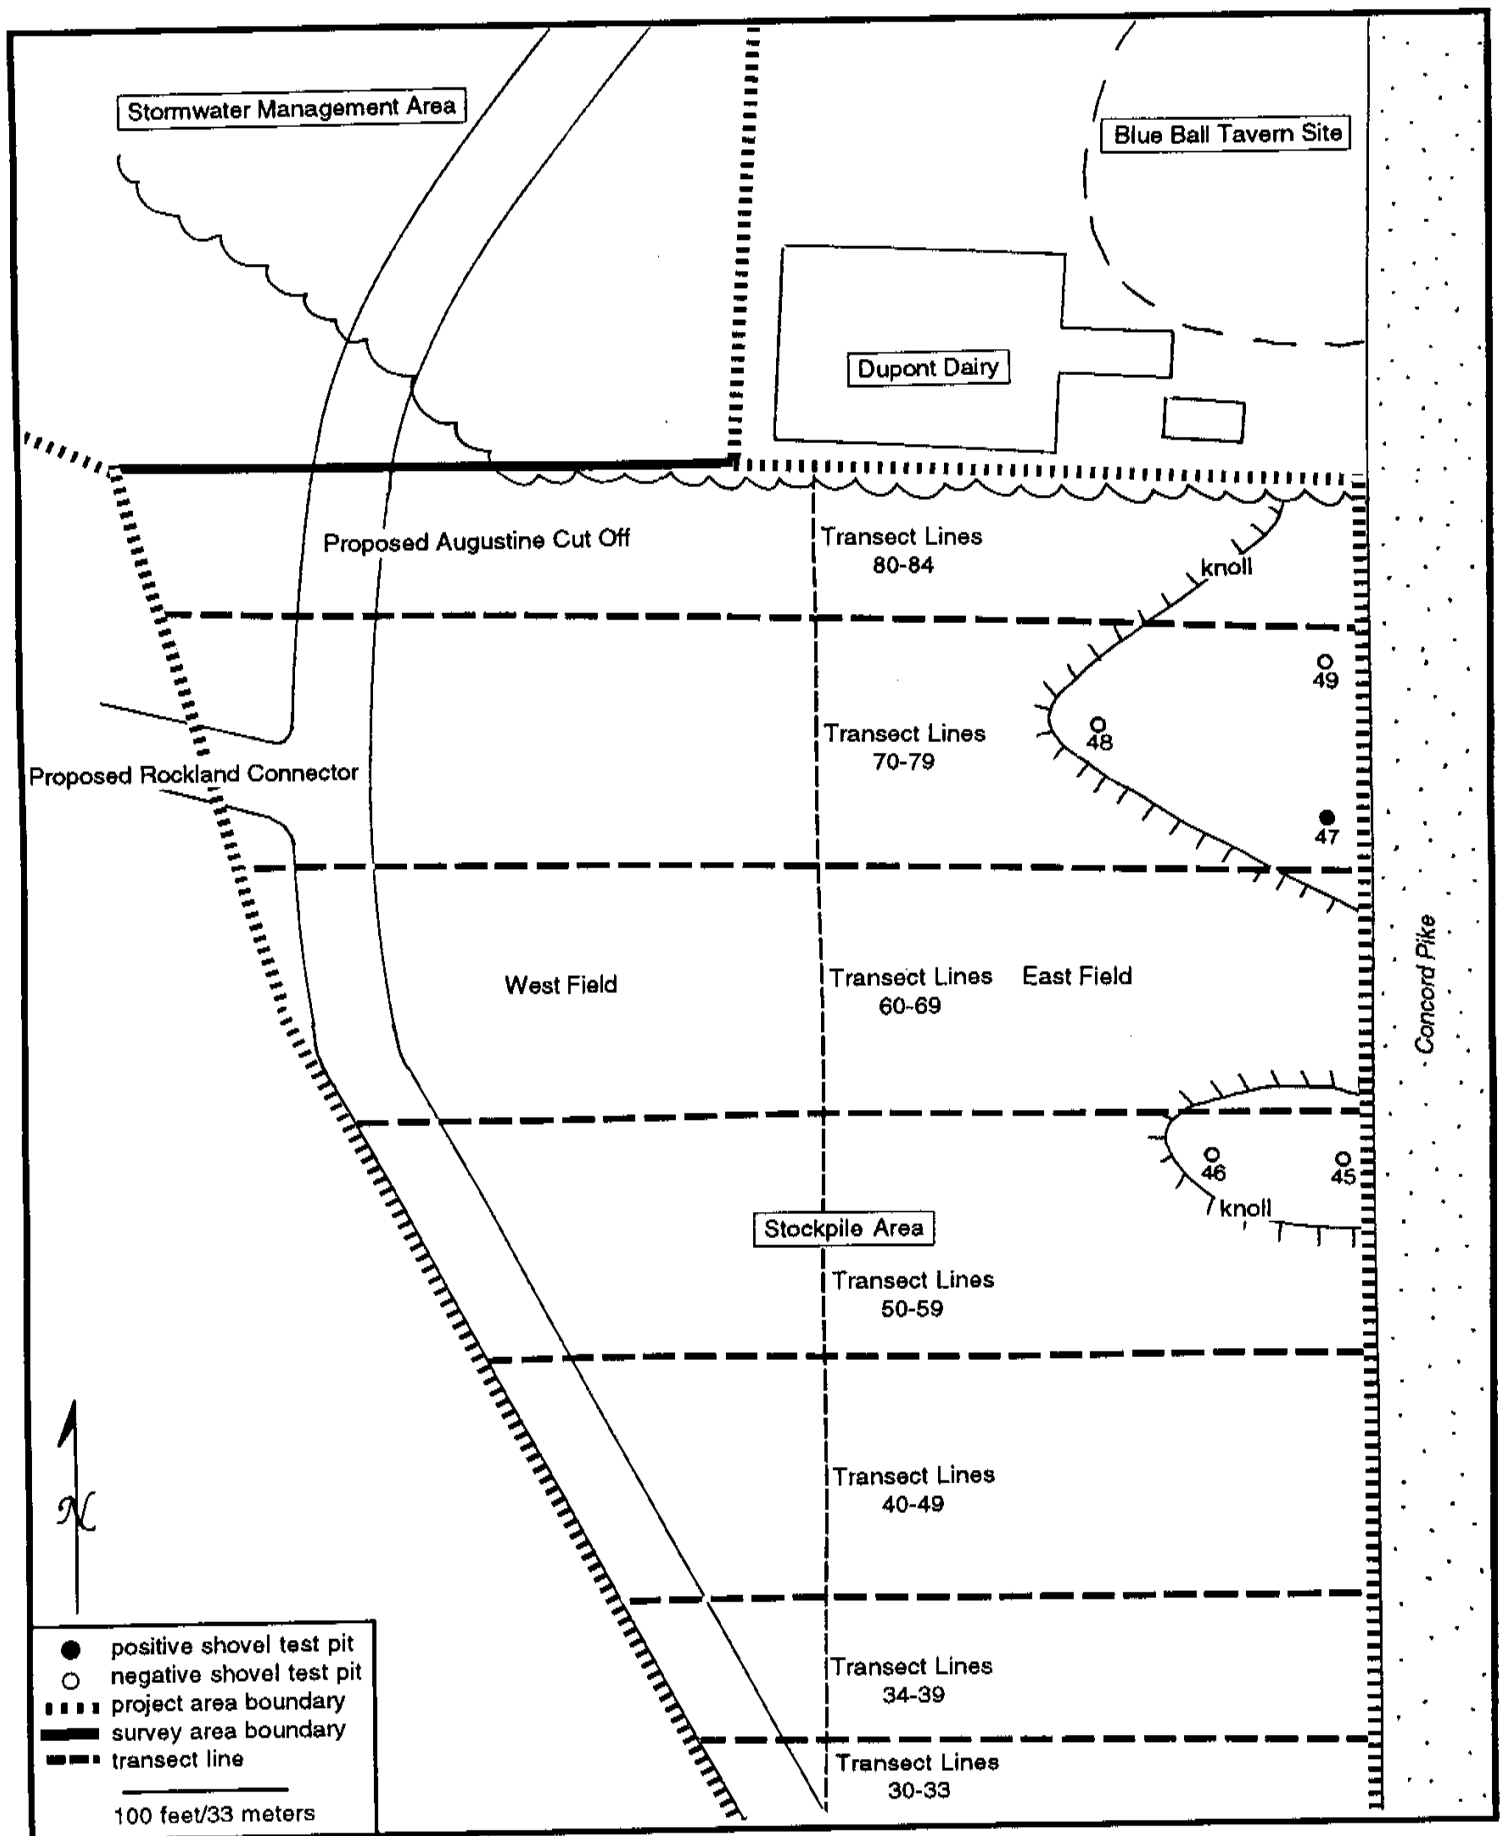 Stormwater Management Area
Blue Ball Tavern Site
Dupont Dairy
Proposed Augustine Cut Off
Transect Lines
80-84
knoll
49
48
Transect Lines
70-79
Proposed Rockland Connector
47
Concord Pike
West Field
Transect Lines
60-69
East Field
46
45
knoll
Stockpile Area
Transect Lines
50-59
Transect Lines
40-49
N
Transect Lines
34-39
Transect Lines
30-33
positive shovel test pit
negative shovel test pit
project area boundary
survey area boundary
transect line
100 feet/33 meters